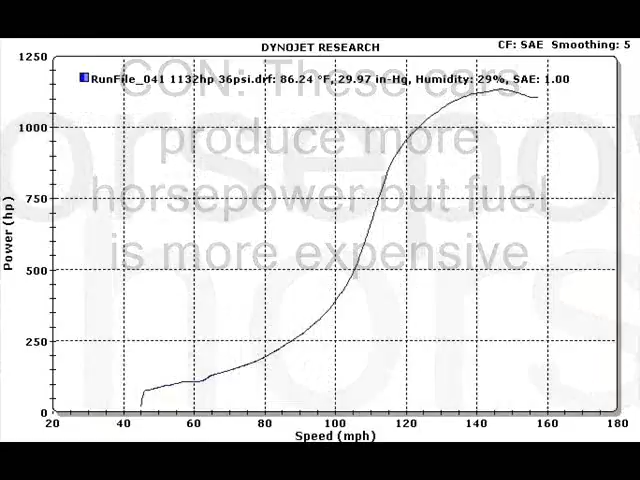 DYNOJET RESEARCH
CF: SAE Smoothing: 5
RunFile_041 1132hp 36psi.drf: 86.24 °F, 29.97 in-Hg, Humidity: 29%, SAE: 1.00
CON: These cars
produce more
horsepower but fuel
is more expensive
Power (hp)
1250
1000
750
500
250
0
20 40 60 80 100 120 140 160 180
Speed (mph)